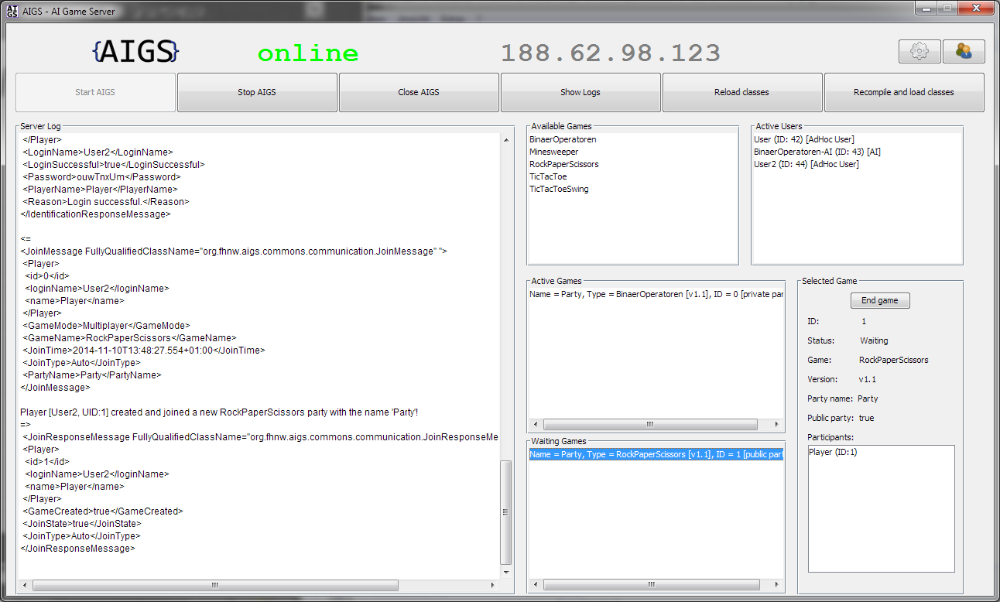 AIGS - AI Game Server
{AIGS}
online
188.62.98.123
Start AIGS
Stop AIGS
Close AIGS
Show Logs
Reload classes
Recompile and load classes
Server Log
</Player>
<LoginName>User2</LoginName>
<LoginSuccessful>true</LoginSuccessful>
<Password>ouwTnxUm</Password>
<PlayerName>Player</PlayerName>
<Reason>Login successful.</Reason>
</IdentificationResponseMessage>
<=
<JoinMessage FullyQualifiedClassName="org.fhnw.aigs.commons.communication.JoinMessage" ">
<Player>
<id>0</id>
<loginName>User2</loginName>
<name>Player</name>
</Player>
<GameMode>Multiplayer</GameMode>
<GameName>RockPaperScissors</GameName>
<JoinTime>2014-11-10T13:48:27.554+01:00</JoinTime>
<JoinType>Auto</JoinType>
<PartyName>Party</PartyName>
</JoinMessage>
Player [User2, UID:1] created and joined a new RockPaperScissors party with the name 'Party'!
=>
<JoinResponseMessage FullyQualifiedClassName="org.fhnw.aigs.commons.communication.JoinResponseMe
<Player>
<id>1</id>
<loginName>User2</loginName>
<name>Player</name>
</Player>
<GameCreated>true</GameCreated>
<JoinState>true</JoinState>
<JoinType>Auto</JoinType>
</JoinResponseMessage>
Available Games
BinaerOperatoren
Minesweeper
RockPaperScissors
TicTacToe
TicTacToeSwing
Active Users
User (ID: 42) [AdHoc User]
BinaerOperatoren-AI (ID: 43) [AI]
User2 (ID: 44) [AdHoc User]
Active Games
Name = Party, Type = BinaerOperatoren [v1.1], ID = 0 [private par
Waiting Games
Name = Party, Type = RockPaperScissors [v1.1], ID = 1 [public part
Selected Game
End game
ID: 1
Status: Waiting
Game: RockPaperScissors
Version: v1.1
Party name: Party
Public party: true
Participants:
Player (ID:1)